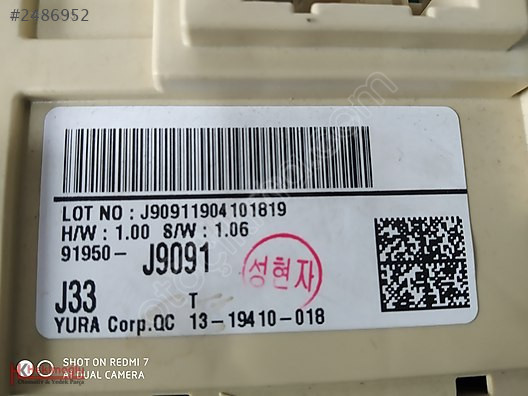 #2486952
LOT NO : J90911904101819
H/W : 1.00 S/W : 1.06
91950- J9091
성현자
J33 T
YURA Corp.QC 13-19410-018
SHOT ON REDMI 7
AI DUAL CAMERA